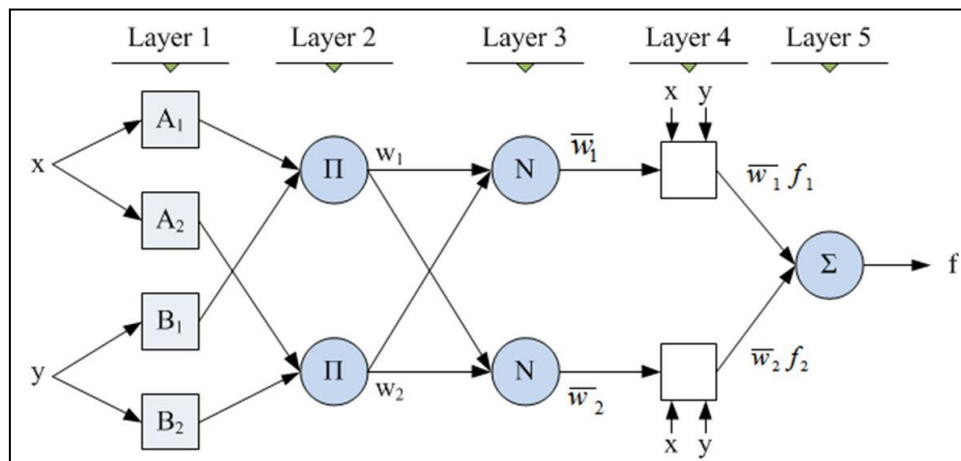 Layer 1 Layer 2 Layer 3 Layer 4 Layer 5
x y
A₁
w₁ w̅₁
x Π N w̅₁ f₁
A₂
Σ f
B₁
w̅₂ f₂
y Π N
w₂ w̅₂
B₂
x y